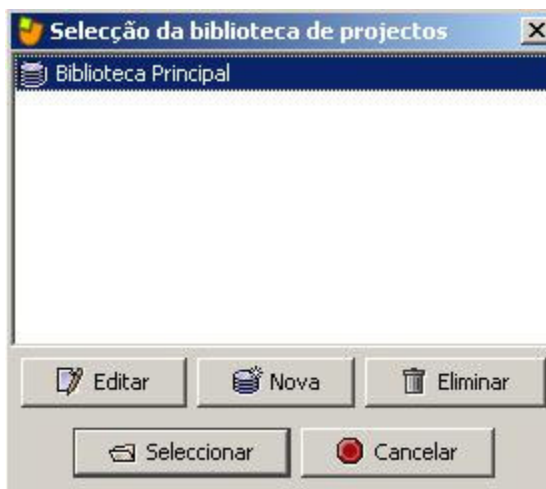 Selecção da biblioteca de projectos
Biblioteca Principal
Editar
Nova
Eliminar
Seleccionar
Cancelar